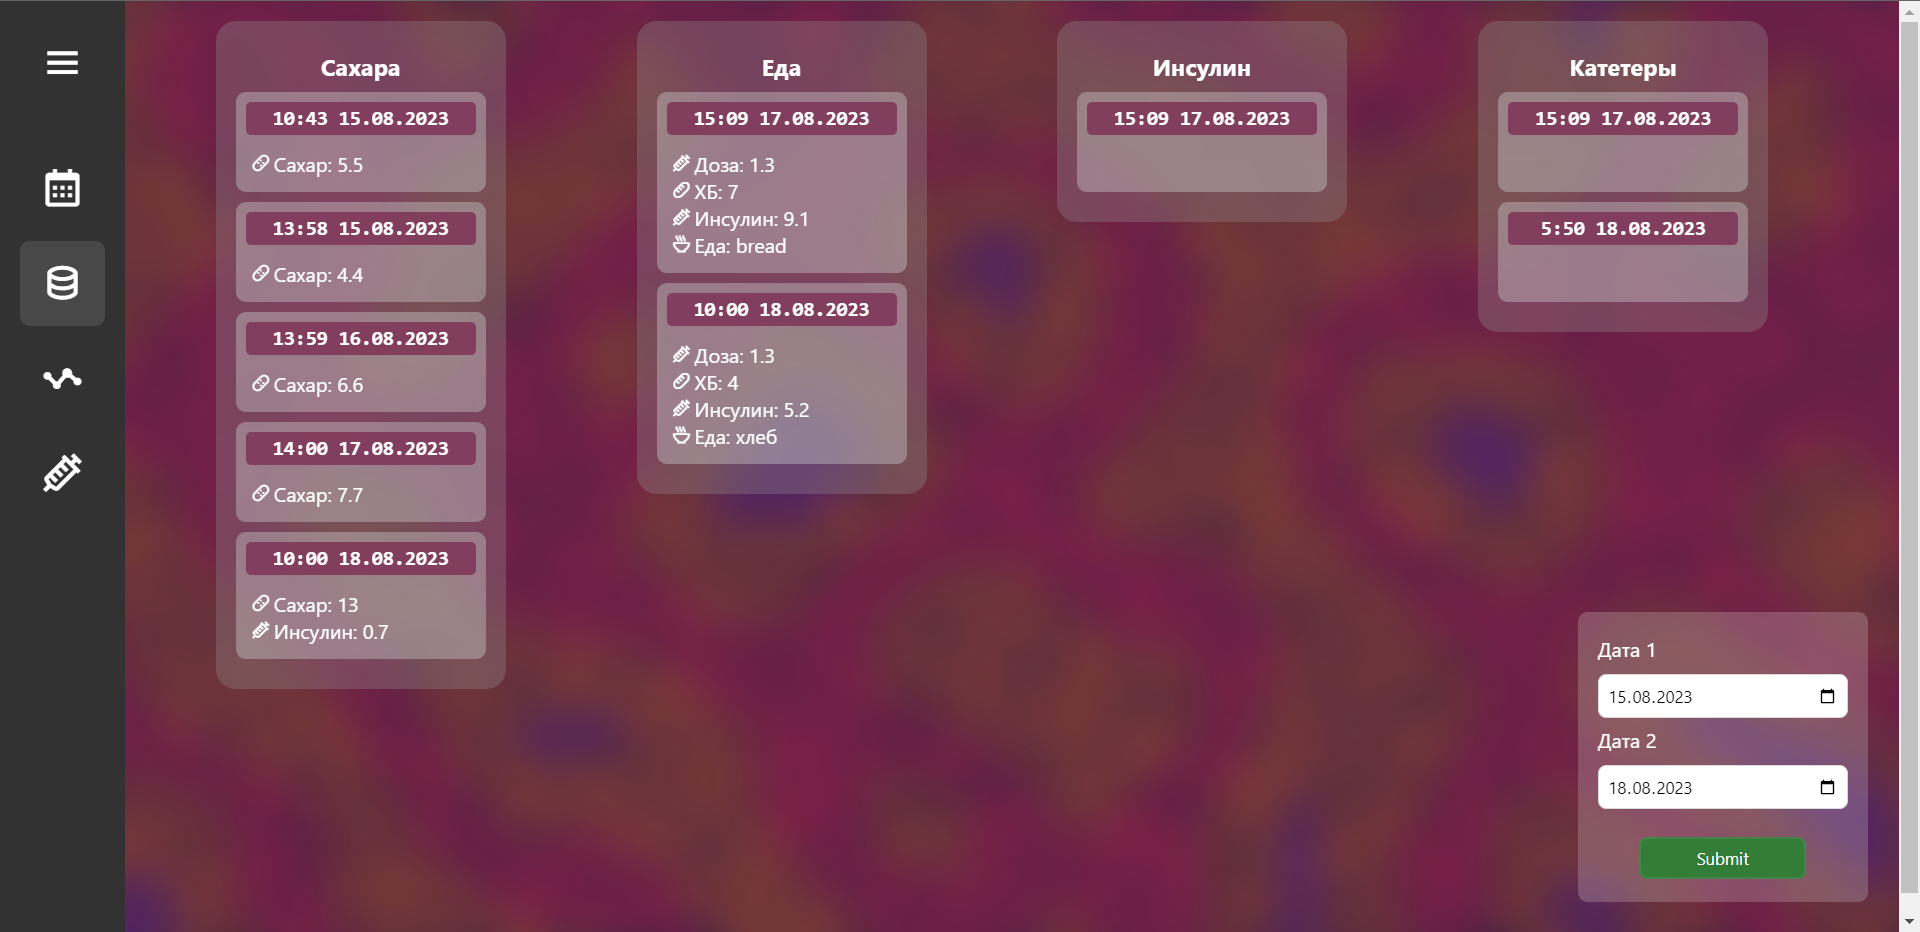 Сахара
10:43 15.08.2023
Сахар: 5.5
13:58 15.08.2023
Сахар: 4.4
13:59 16.08.2023
Сахар: 6.6
14:00 17.08.2023
Сахар: 7.7
10:00 18.08.2023
Сахар: 13
Инсулин: 0.7
Еда
15:09 17.08.2023
Доза: 1.3
ХБ: 7
Инсулин: 9.1
Еда: bread
10:00 18.08.2023
Доза: 1.3
ХБ: 4
Инсулин: 5.2
Еда: хлеб
Инсулин
15:09 17.08.2023
Катетеры
15:09 17.08.2023
5:50 18.08.2023
Дата 1
15.08.2023
Дата 2
18.08.2023
Submit